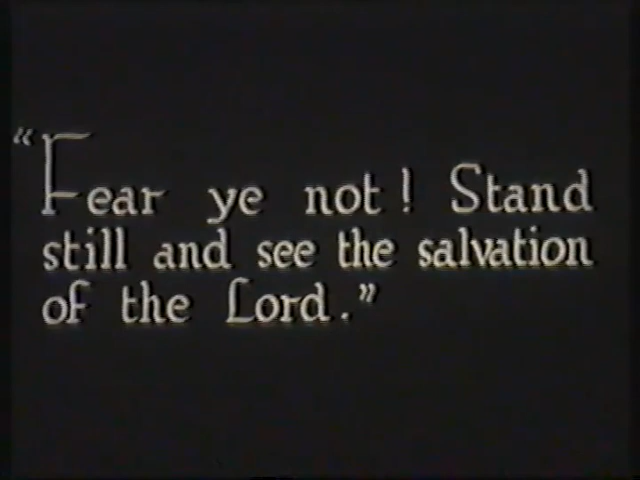 “Fear ye not! Stand
still and see the salvation
of the Lord.”